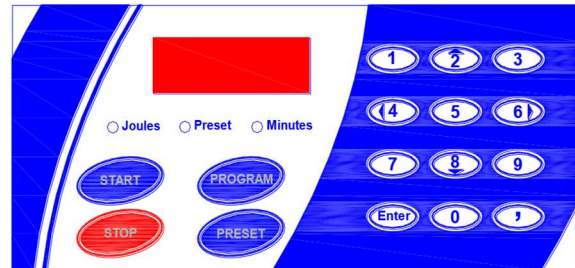 1 2 3
4 5 6
Joules Preset Minutes
START PROGRAM
7 8 9
STOP PRESET
Enter 0 ,